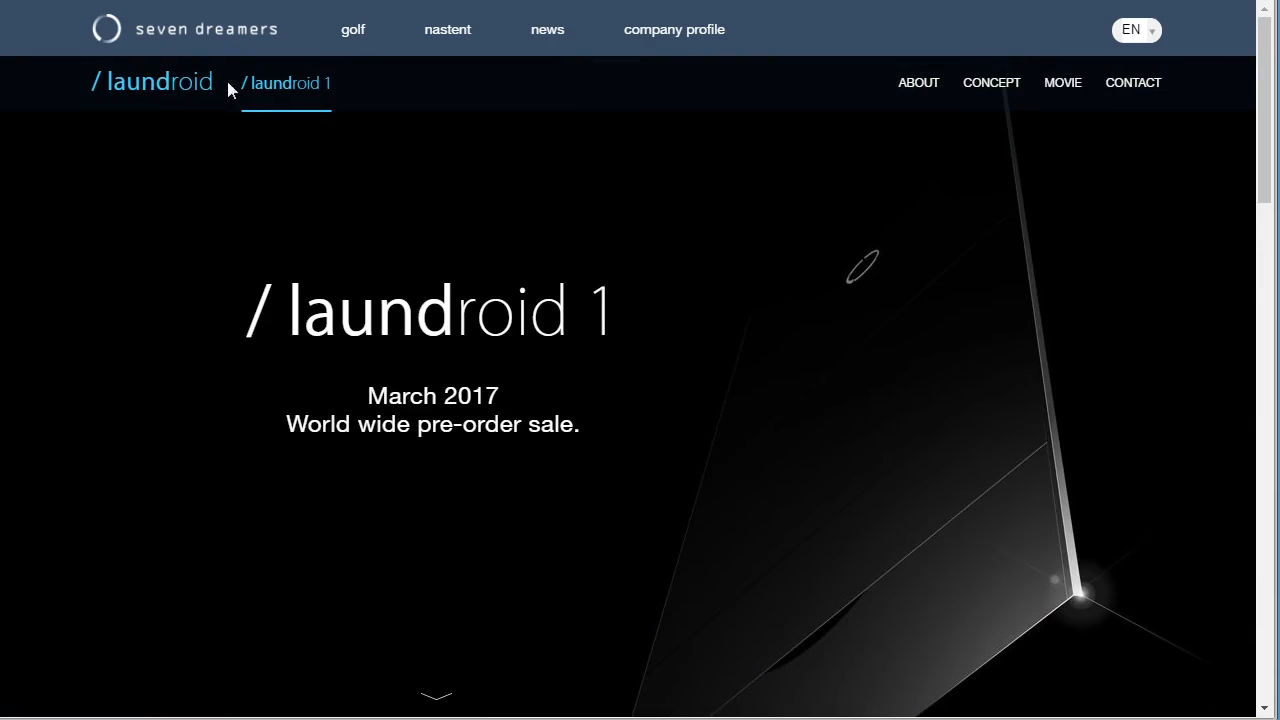 seven dreamers golf nastent news company profile EN
/ laundroid / laundroid 1 ABOUT CONCEPT MOVIE CONTACT
/ laundroid 1
March 2017
World wide pre-order sale.